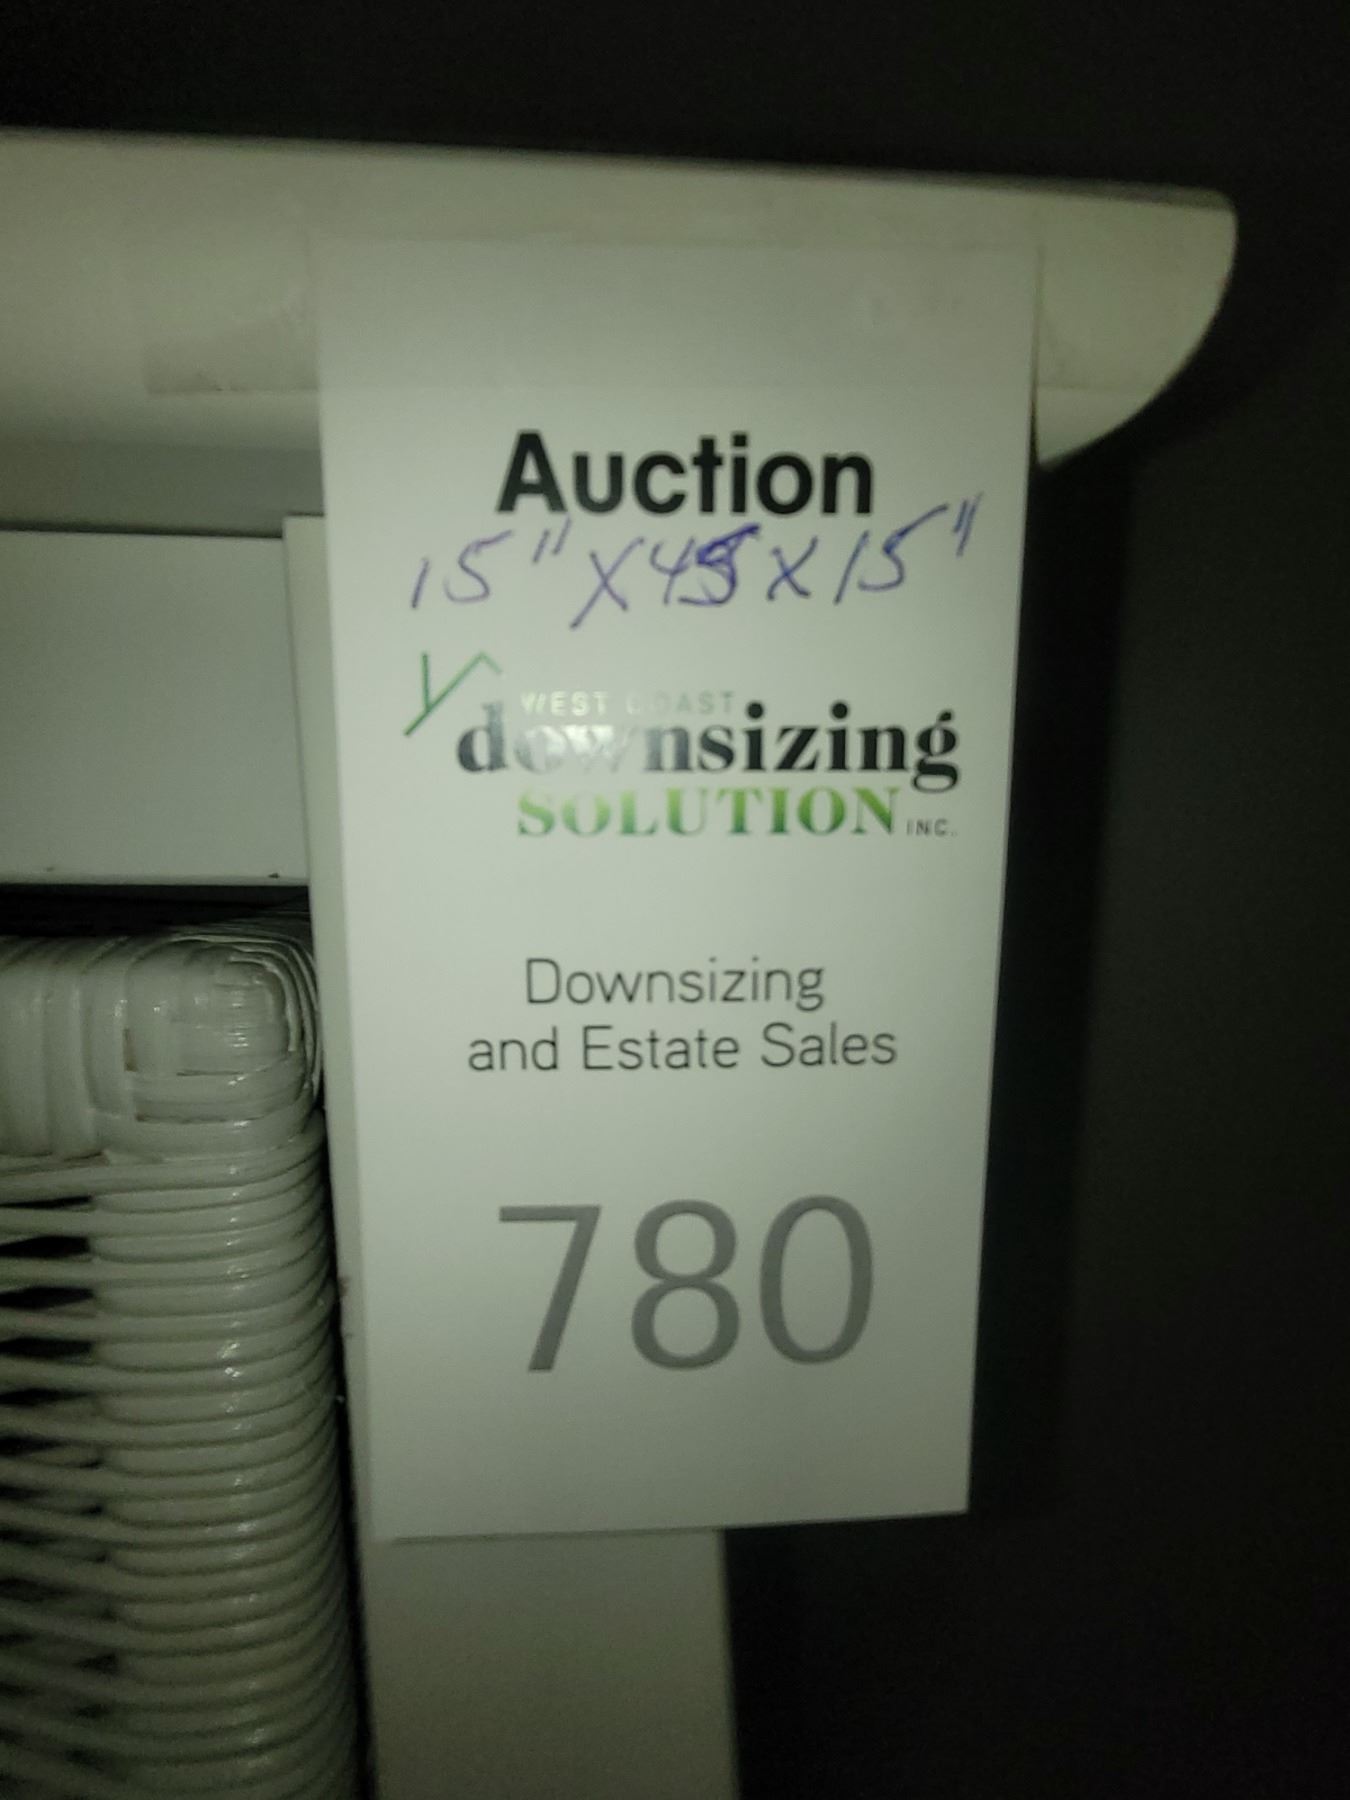 Auction
15" X 45 X 15"
WEST COAST
downsizing
SOLUTION INC.
Downsizing
and Estate Sales
780